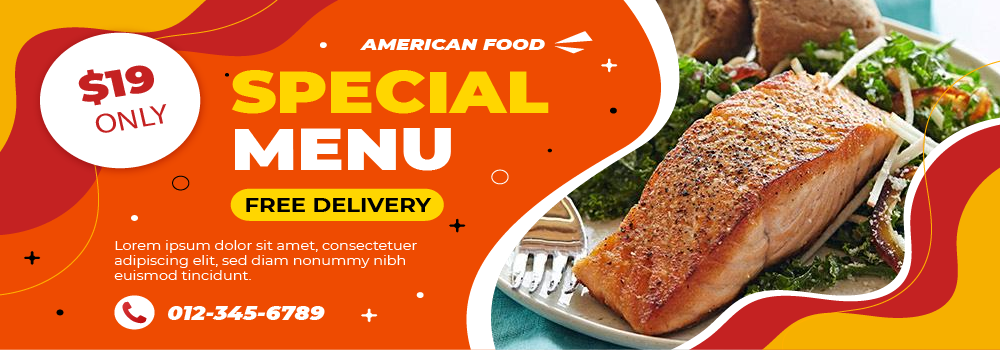 $19
ONLY
AMERICAN FOOD
SPECIAL
MENU
FREE DELIVERY
Lorem ipsum dolor sit amet, consectetuer
adipiscing elit, sed diam nonummy nibh
euismod tincidunt.
012-345-6789